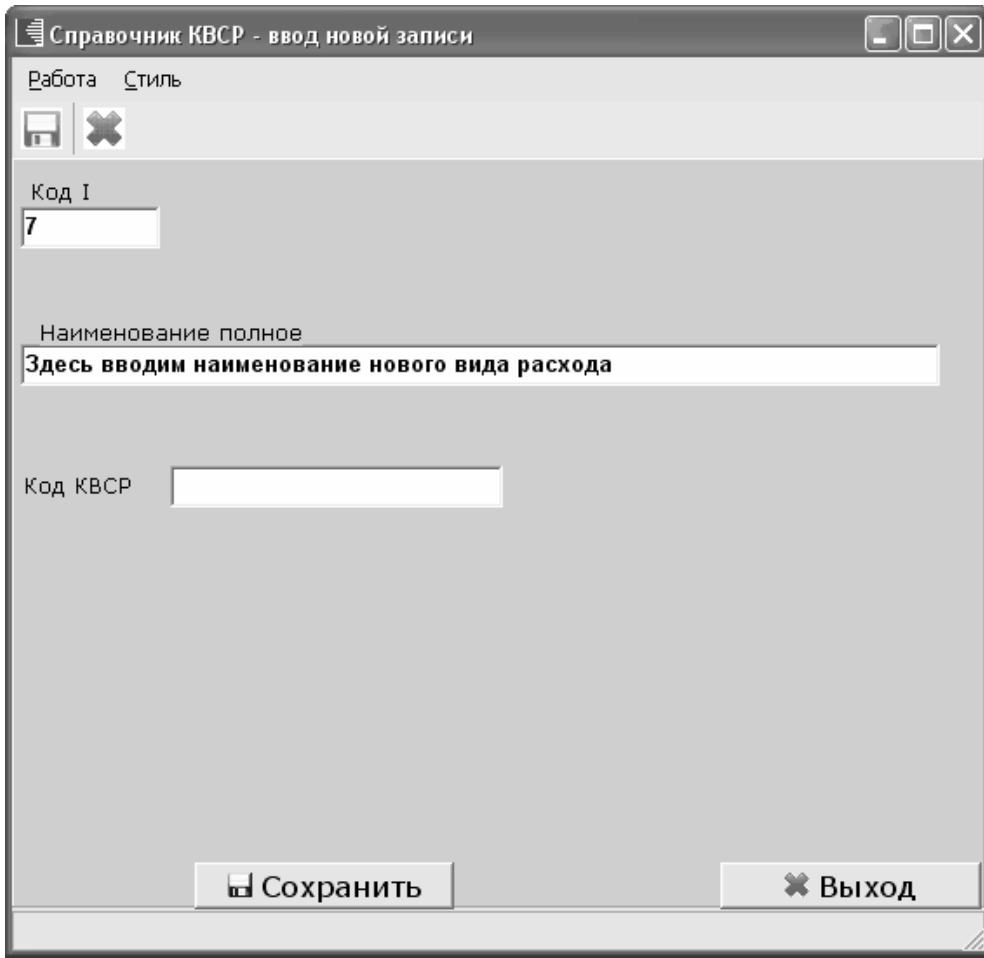 Справочник КВСР - ввод новой записи
Работа Стиль
Код I
7
Наименование полное
Здесь вводим наименование нового вида расхода
Код КВСР
Сохранить Выход